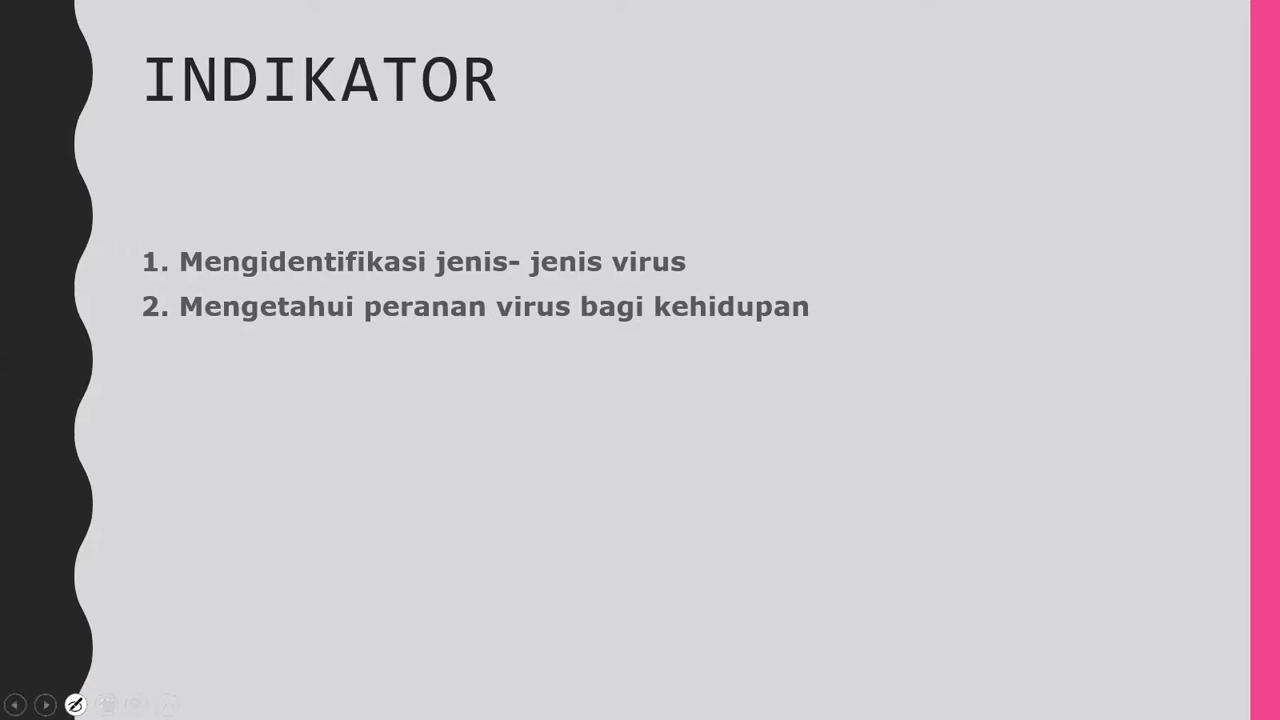 INDIKATOR
1. Mengidentifikasi jenis- jenis virus
2. Mengetahui peranan virus bagi kehidupan